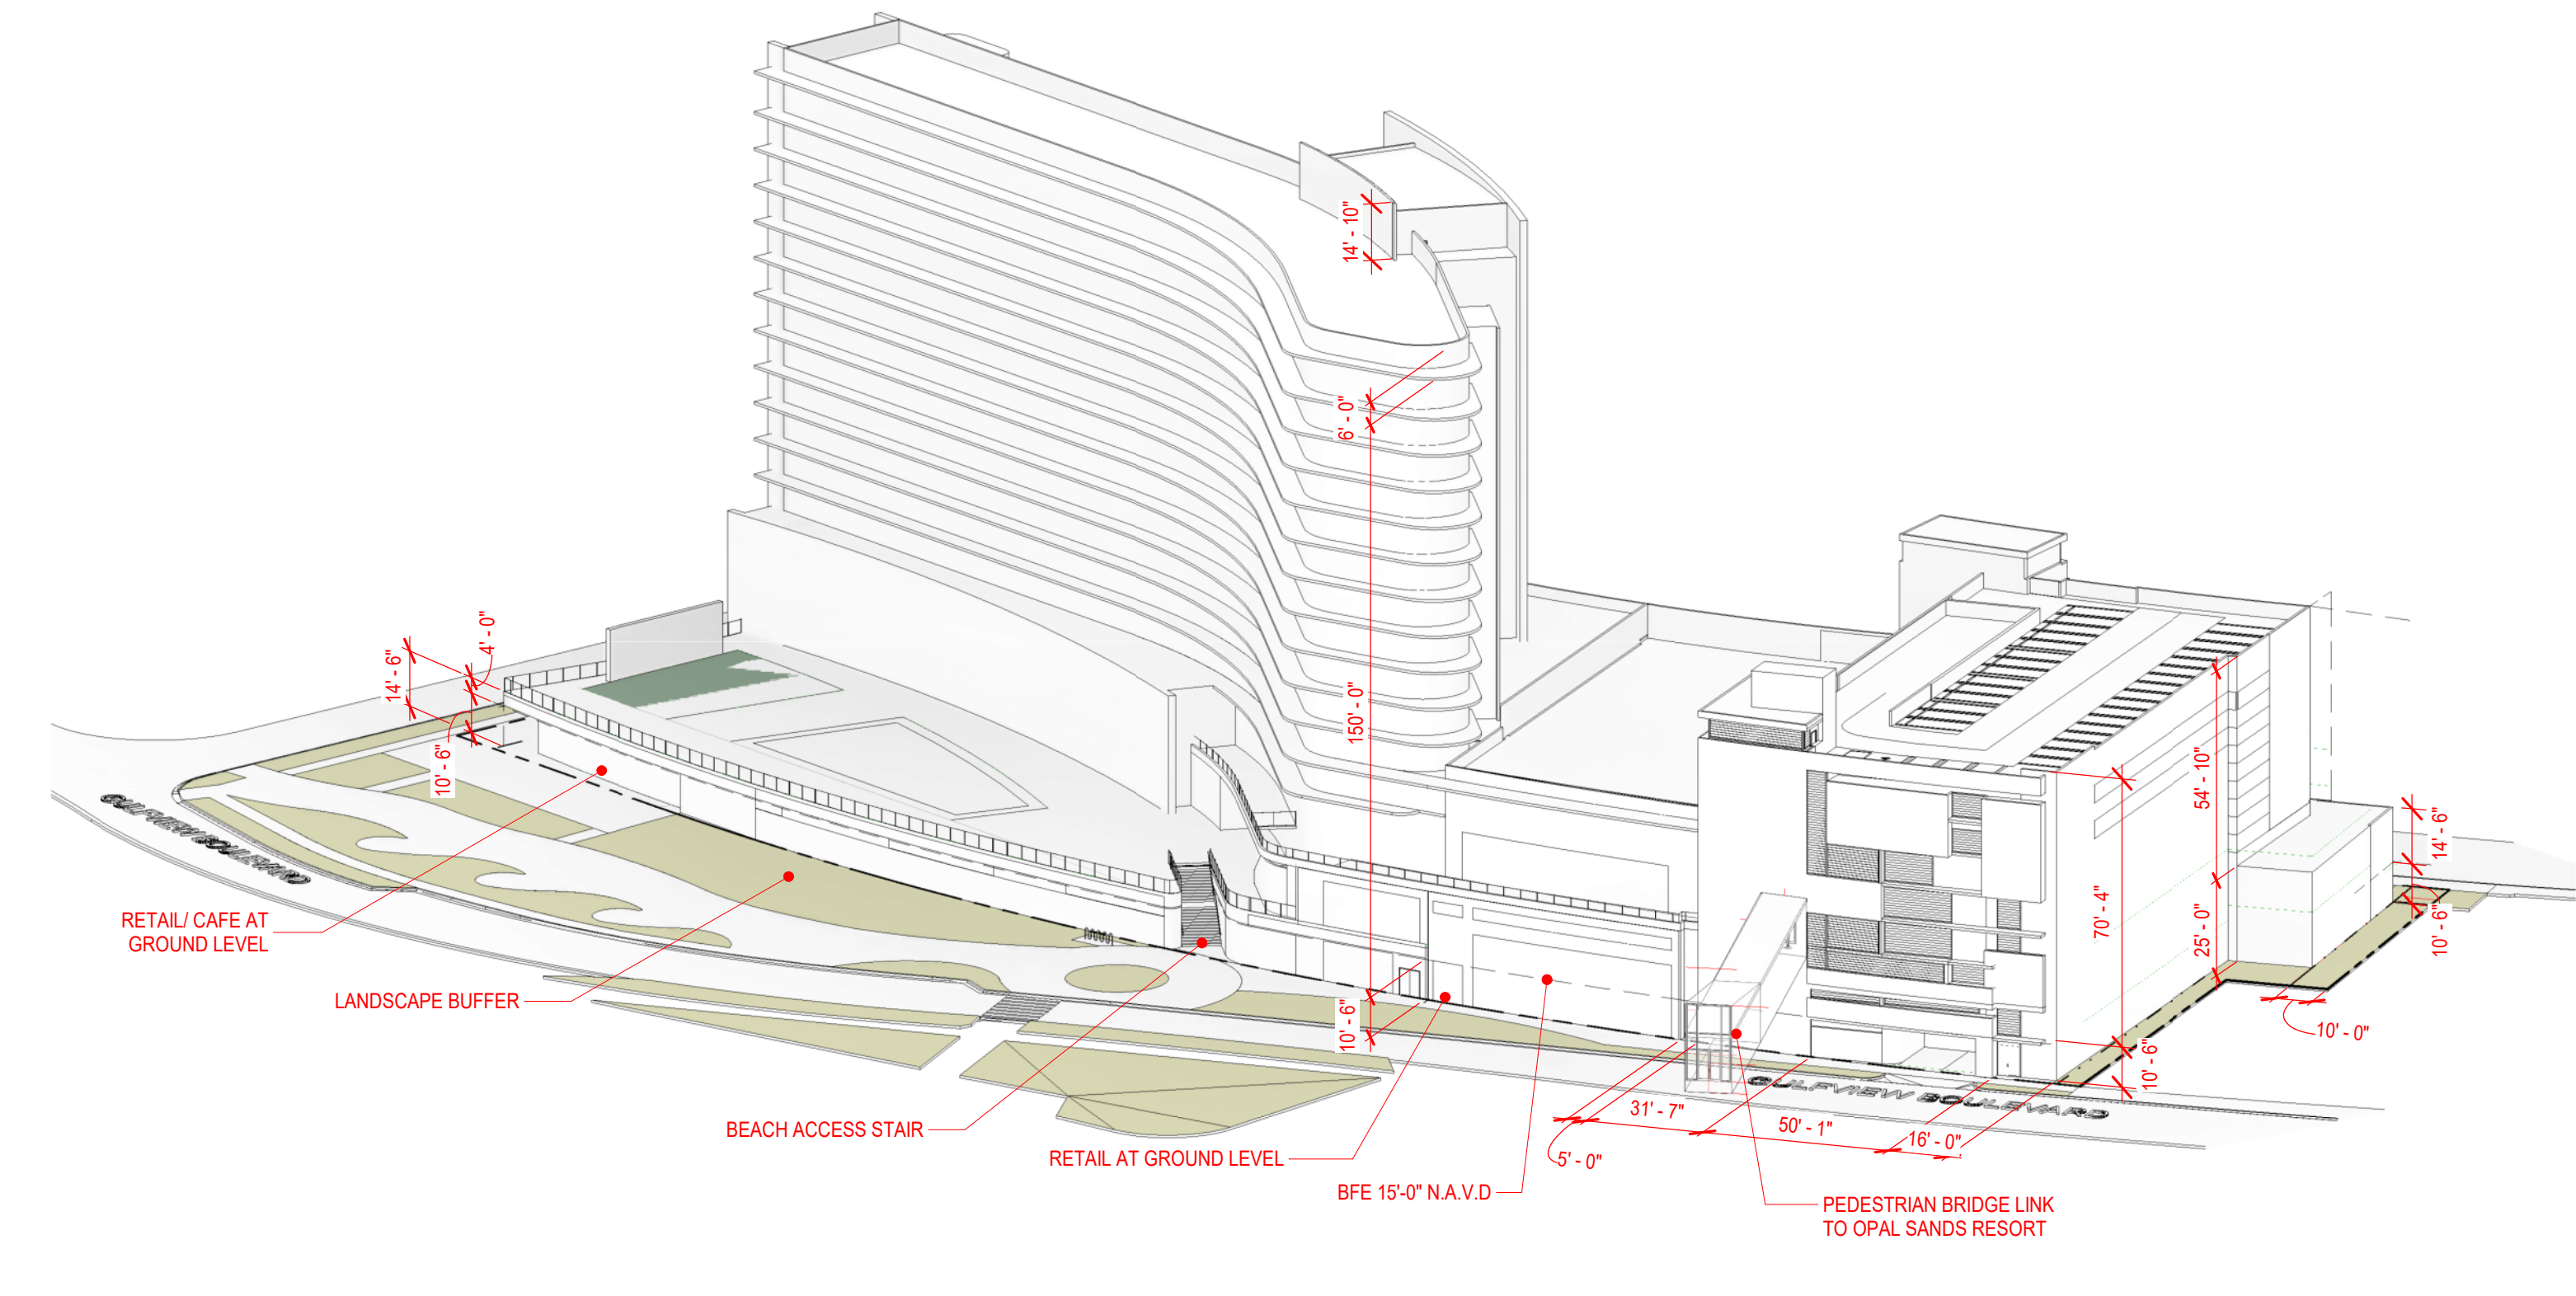 14' - 10"
6' - 0"
150' - 0"
10' - 6"
4' - 0"
14' - 6"
10' - 6"
GULFVIEW BOULEVARD
RETAIL/ CAFE AT
GROUND LEVEL
LANDSCAPE BUFFER
BEACH ACCESS STAIR
RETAIL AT GROUND LEVEL
BFE 15'-0" N.A.V.D
PEDESTRIAN BRIDGE LINK
TO OPAL SANDS RESORT
GULFVIEW BOULEVARD
5' - 0"
31' - 7"
50' - 1"
16' - 0"
70' - 4"
10' - 6"
54' - 10"
25' - 0"
14' - 6"
10' - 6"
10' - 0"